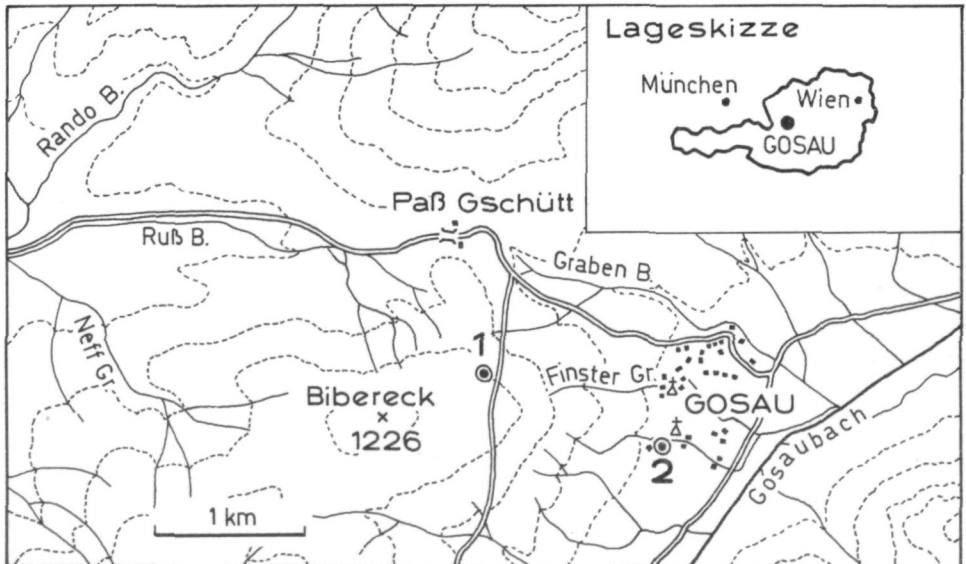 Lageskizze
München
Wien
GOSAU
Rando B.
Paß Gschütt
Ruß B.
Graben B.
Neff Gr.
1
Finster Gr.
Bibereck
GOSAU
1226
2
Gosaubach
1 km